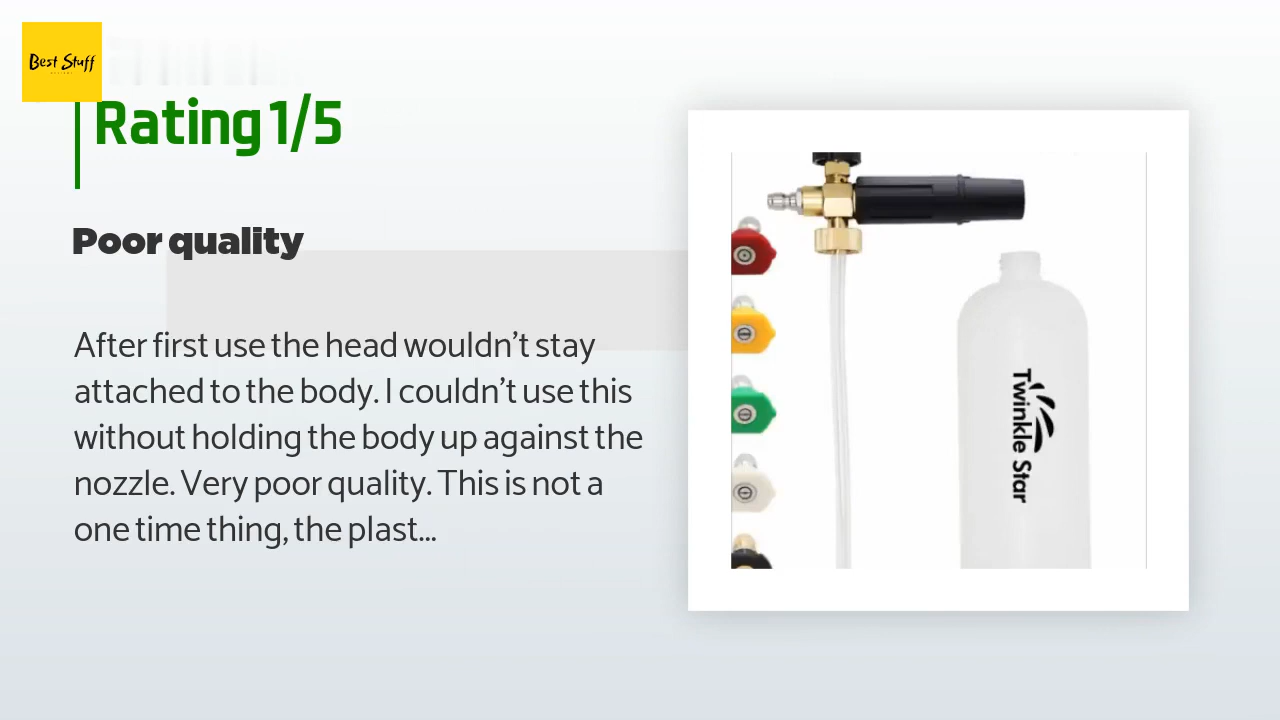 Best Stuff
Rating 1/5
Poor quality
After first use the head wouldn't stay
attached to the body. I couldn't use this
without holding the body up against the
nozzle. Very poor quality. This is not a
one time thing, the plast...
Twinkle Star